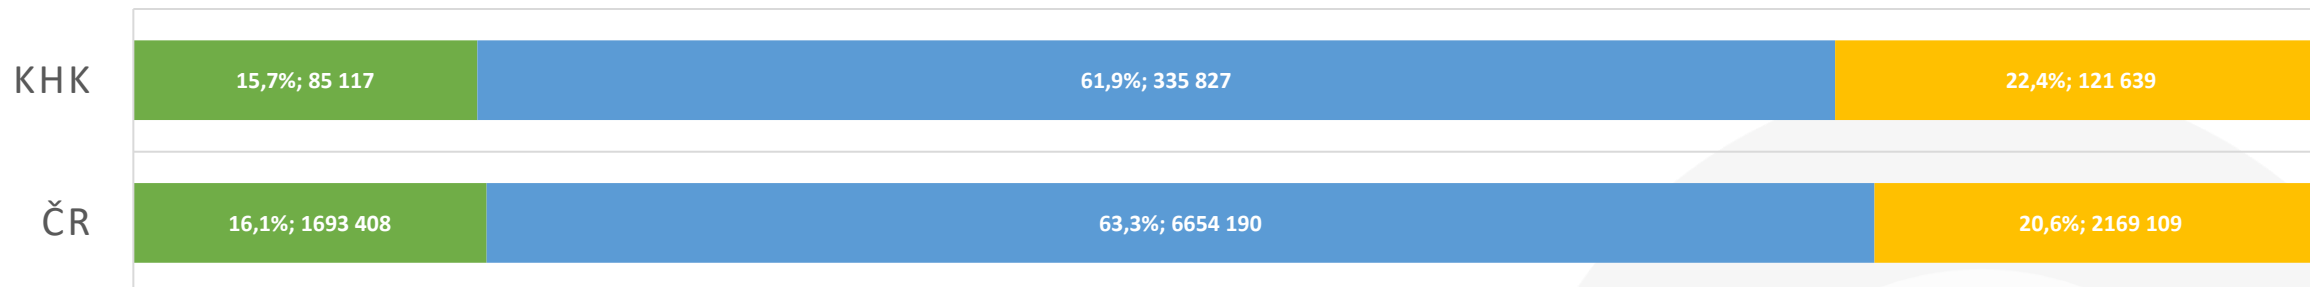 KHK 15,7%; 85 117 61,9%; 335 827 22,4%; 121 639
ČR 16,1%; 1693 408 63,3%; 6654 190 20,6%; 2169 109